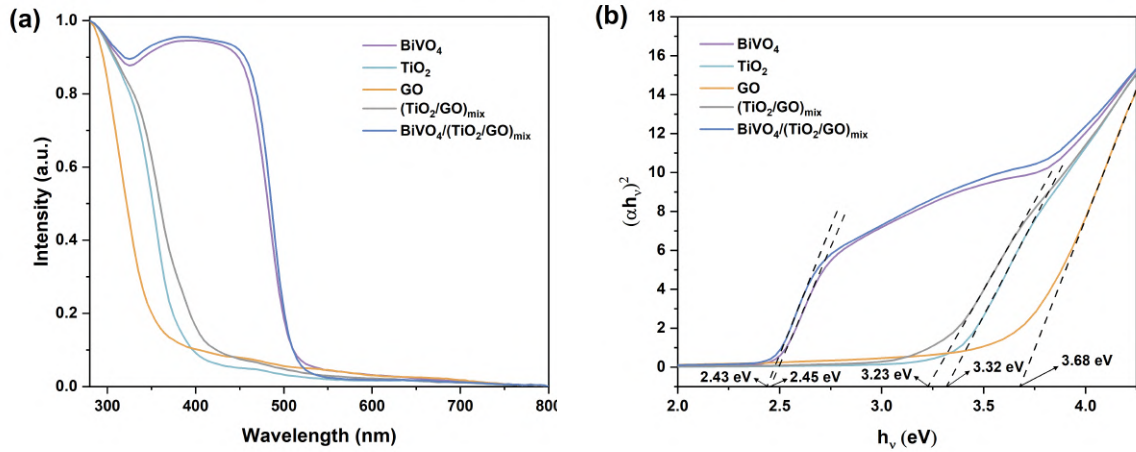 (a)
1.0
0.8
0.6
0.4
0.2
0.0
Intensity (a.u.)
300
400
500
600
700
800
Wavelength (nm)
BiVO₄
TiO₂
GO
(TiO₂/GO)mix
BiVO₄/(TiO₂/GO)mix
(b)
18
16
14
12
10
8
6
4
2
0
(αhν)²
2.0
2.5
3.0
3.5
4.0
hν (eV)
BiVO₄
TiO₂
GO
(TiO₂/GO)mix
BiVO₄/(TiO₂/GO)mix
2.43 eV
2.45 eV
3.23 eV
3.32 eV
3.68 eV